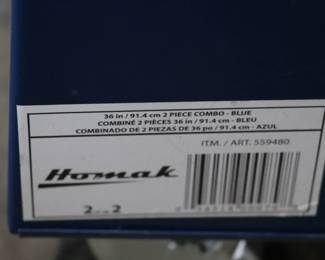 36 in / 91.4 cm 2 PIECE COMBO - BLUE
COMBINÉ 2 PIÈCES 36 in / 91.4 cm - BLEU
COMBINADO DE 2 PIEZAS DE 36 po / 91.4 cm - AZUL
ITM. / ART. 559480
Homak
2 2